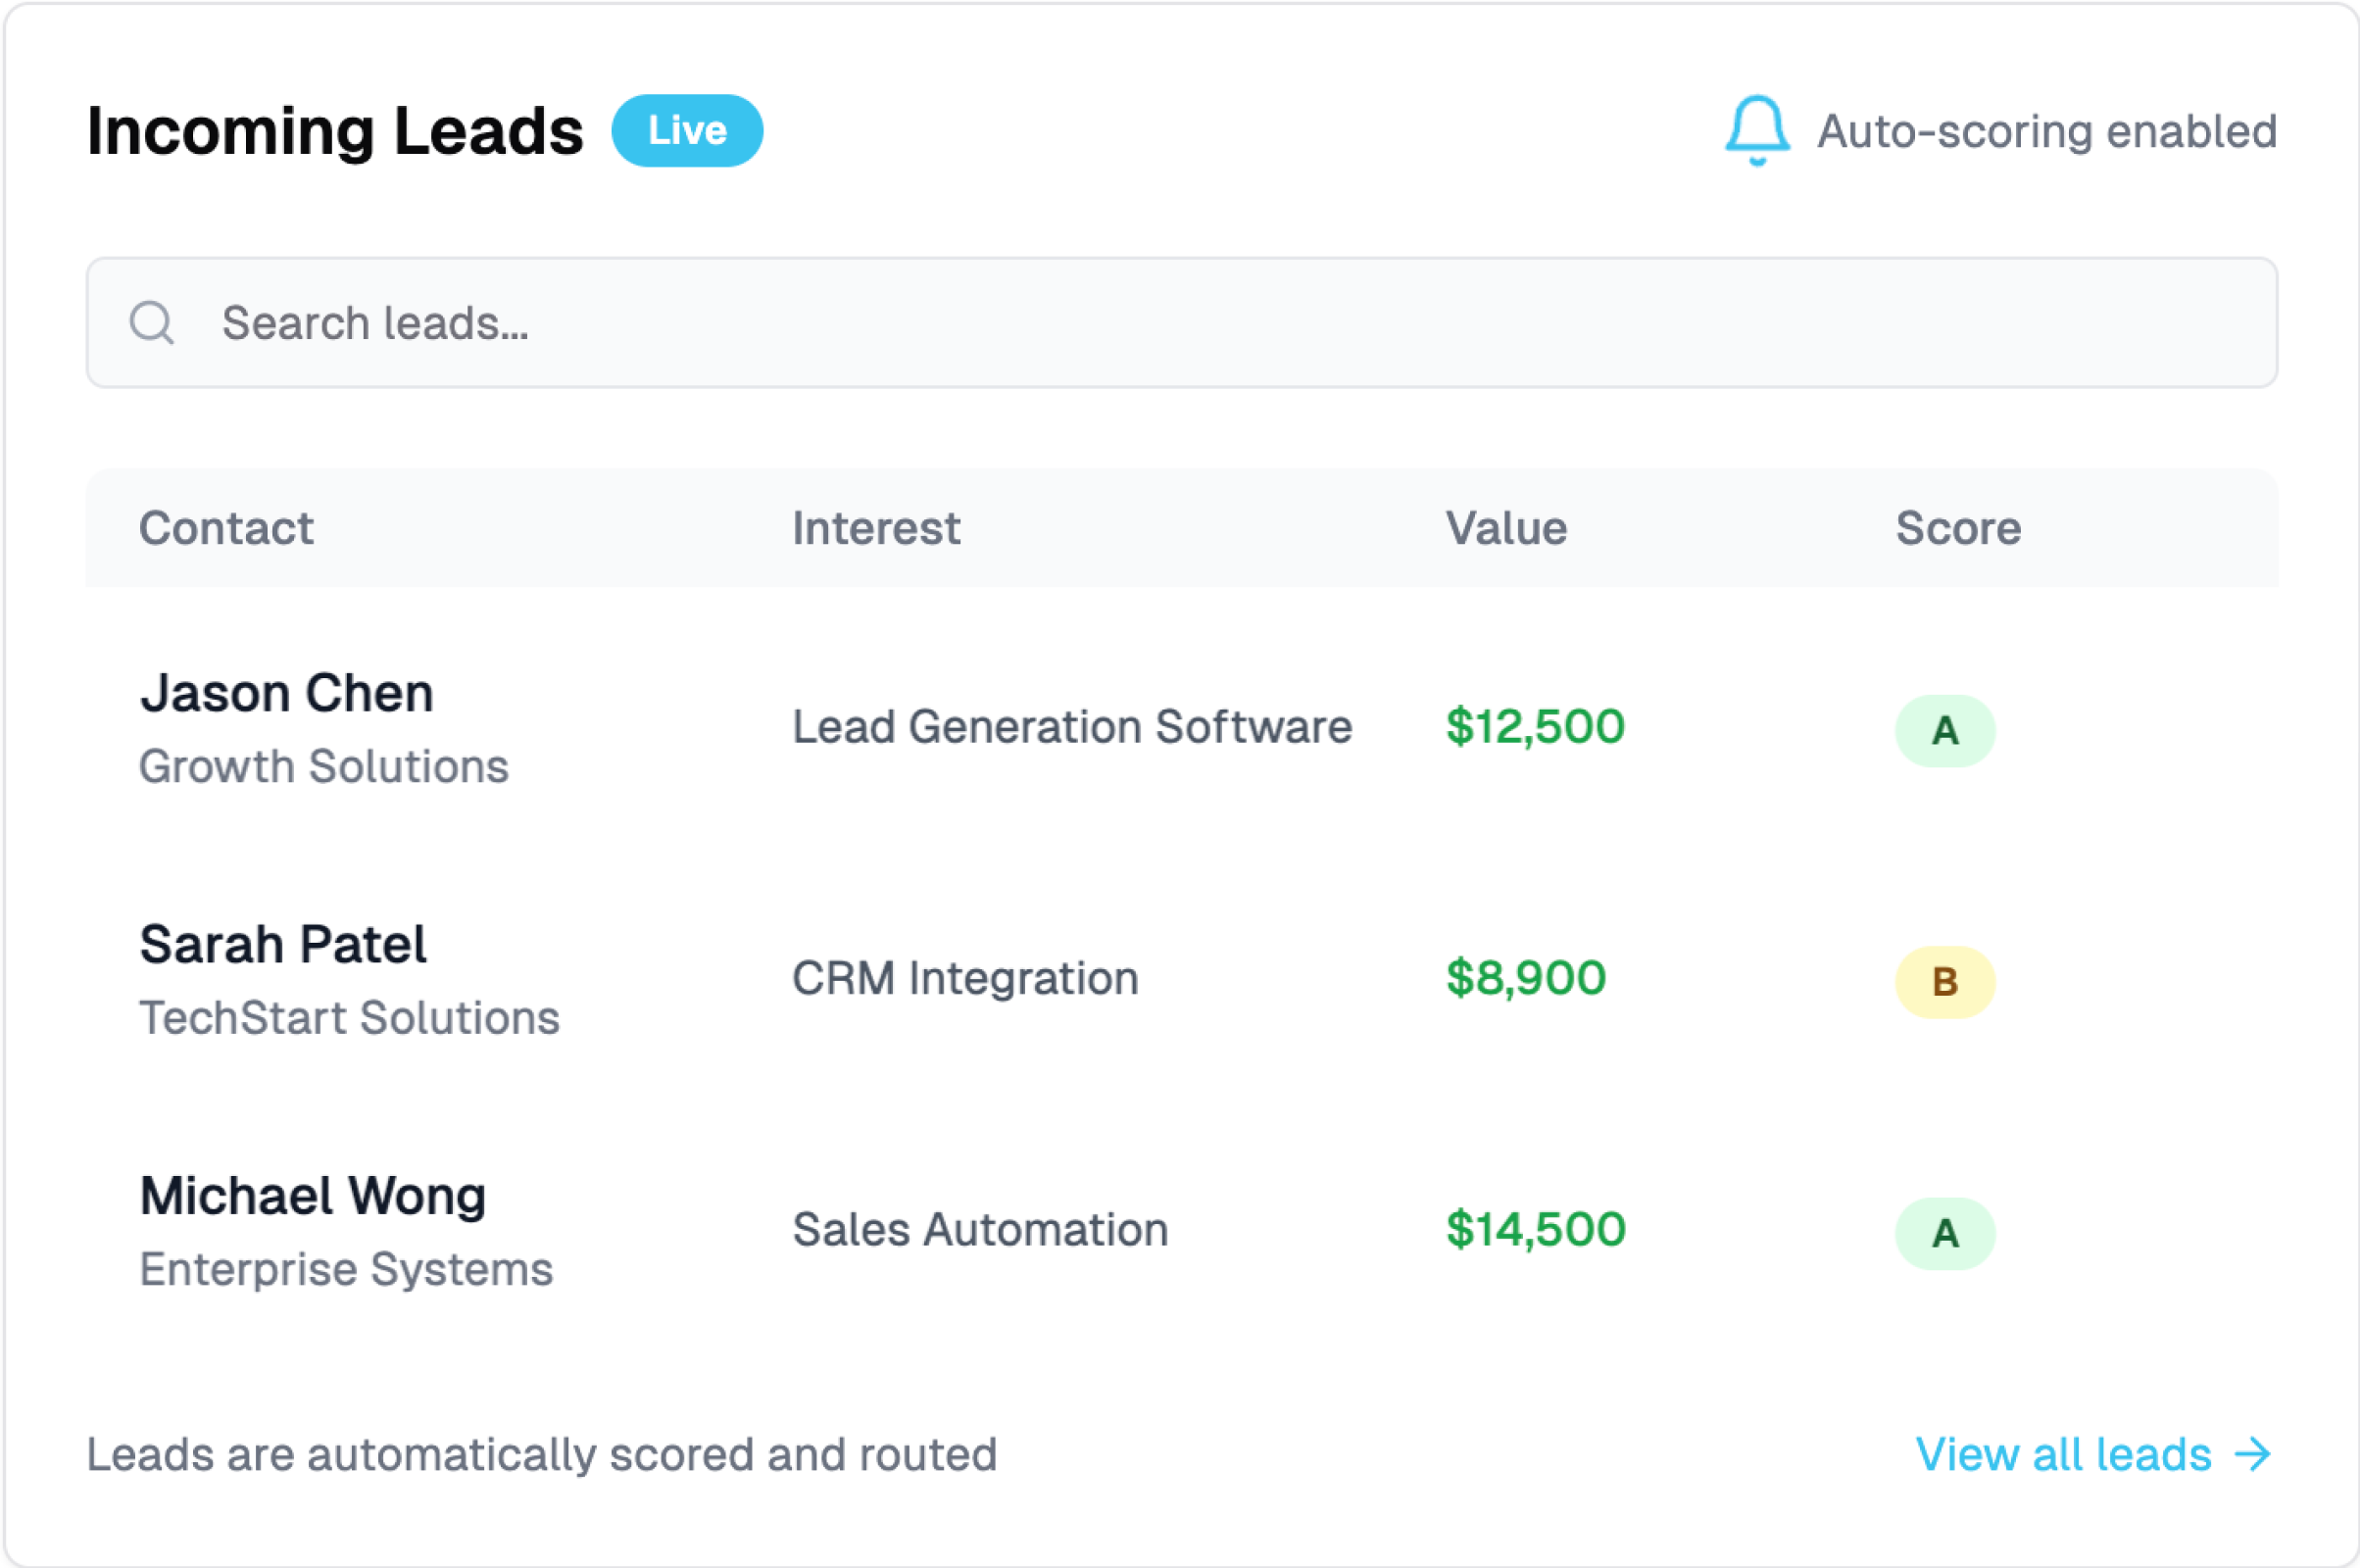 Incoming Leads Live
Auto-scoring enabled
Search leads...
Contact Interest Value Score
Jason Chen
Growth Solutions
Lead Generation Software $12,500 A
Sarah Patel
TechStart Solutions
CRM Integration $8,900 B
Michael Wong
Enterprise Systems
Sales Automation $14,500 A
Leads are automatically scored and routed
View all leads →